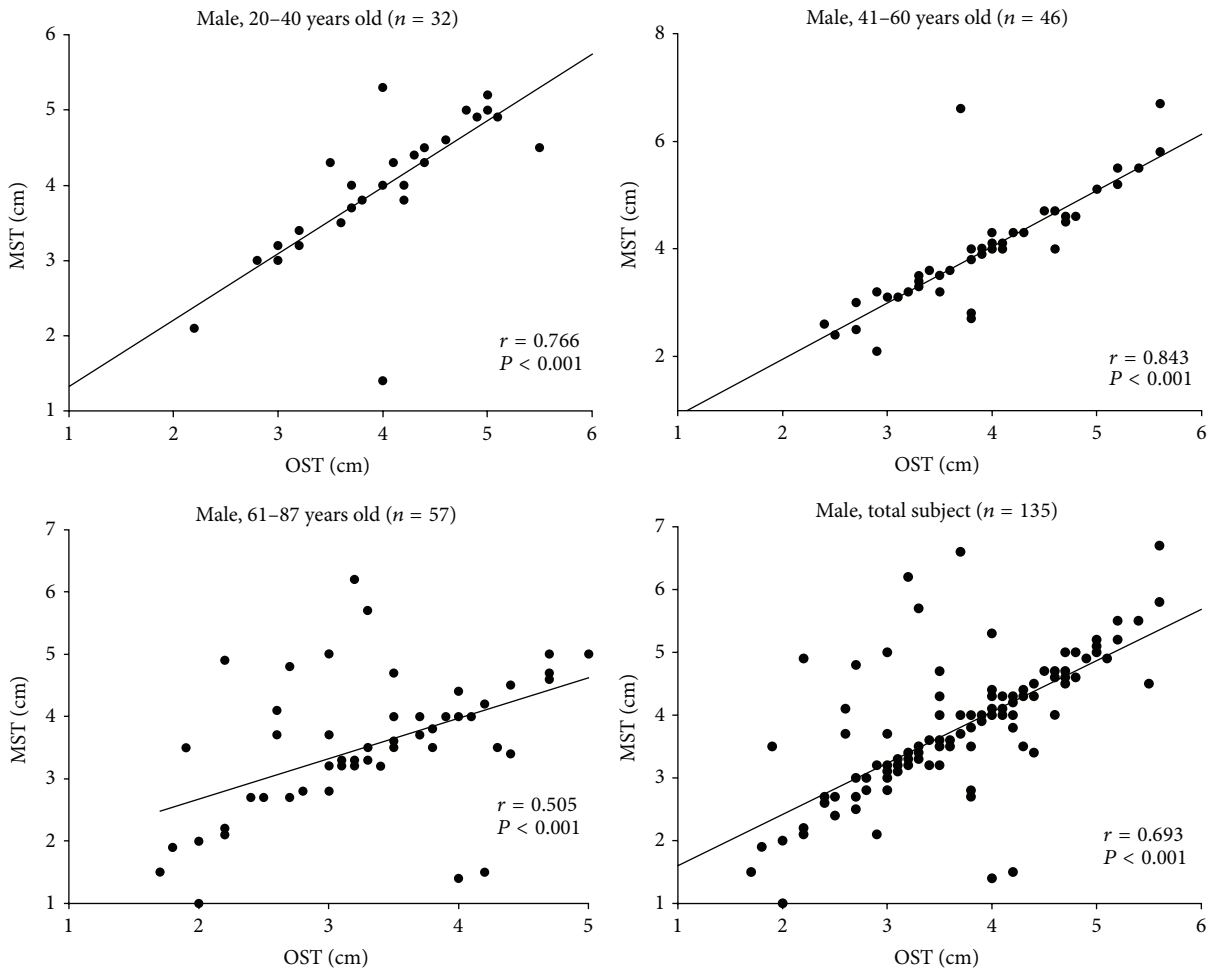 Male, 20–40 years old (n = 32)
6
5
4
3
2
1
MST (cm)
r = 0.766
P < 0.001
1 2 3 4 5 6
OST (cm)
Male, 41–60 years old (n = 46)
8
6
4
2
MST (cm)
r = 0.843
P < 0.001
1 2 3 4 5 6
OST (cm)
Male, 61–87 years old (n = 57)
7
6
5
4
3
2
1
MST (cm)
r = 0.505
P < 0.001
1 2 3 4 5
OST (cm)
Male, total subject (n = 135)
7
6
5
4
3
2
1
MST (cm)
r = 0.693
P < 0.001
1 2 3 4 5 6
OST (cm)